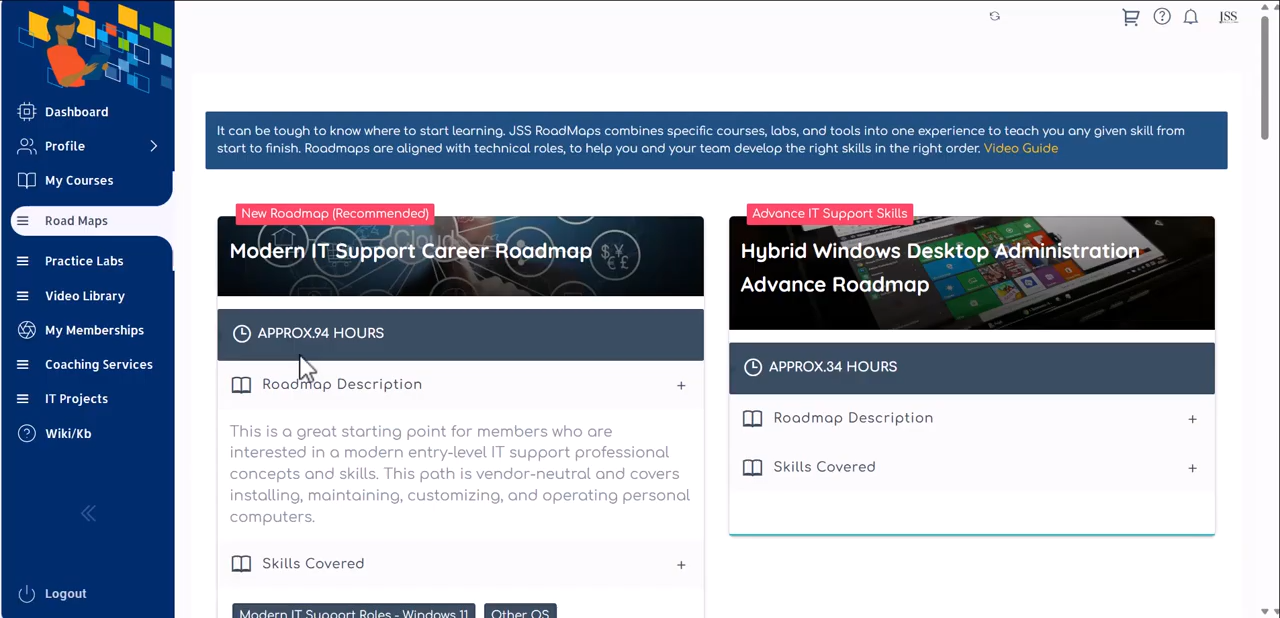 JSS
Dashboard
Profile
My Courses
Road Maps
Practice Labs
Video Library
My Memberships
Coaching Services
IT Projects
Wiki/Kb
Logout
It can be tough to know where to start learning. JSS RoadMaps combines specific courses, labs, and tools into one experience to teach you any given skill from
start to finish. Roadmaps are aligned with technical roles, to help you and your team develop the right skills in the right order. Video Guide
New Roadmap (Recommended)
Modern IT Support Career Roadmap
APPROX.94 HOURS
Roadmap Description +
This is a great starting point for members who are
interested in a modern entry-level IT support professional
concepts and skills. This path is vendor-neutral and covers
installing, maintaining, customizing, and operating personal
computers.
Skills Covered +
Modern IT Support Roles - Windows 11 Other OS
Advance IT Support Skills
Hybrid Windows Desktop Administration
Advance Roadmap
APPROX.34 HOURS
Roadmap Description +
Skills Covered +